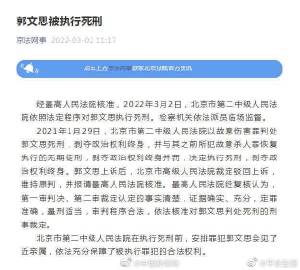 郭文思被执行死刑
京法网事 2022-03-02 11:17
点击上方京法网事获取北京法院官方资讯
经最高人民法院核准，2022年3月2日，北京市第二中级人民法
院依照法定程序对郭文思执行死刑。检察机关依法派员临场监督。
2021年1月29日，北京市第二中级人民法院以故意伤害罪判处
郭文思死刑，剥夺政治权利终身，并与其之前所犯故意杀人罪恢复
执行的无期徒刑，剥夺政治权利终身并罚，决定执行死刑，剥夺政
治权利终身。郭文思上诉后，北京市高级人民法院裁定驳回上诉，
维持原判，并报请最高人民法院核准。最高人民法院经复核认为，
第一审判决、第二审裁定认定的事实清楚，证据确实、充分，定罪
准确，量刑适当，审判程序合法，依法核准对郭文思判处死刑的刑
事裁定。
北京市第二中级人民法院在执行死刑前，安排罪犯郭文思会见了
近亲属，依法充分保障了被执行罪犯的合法权利。